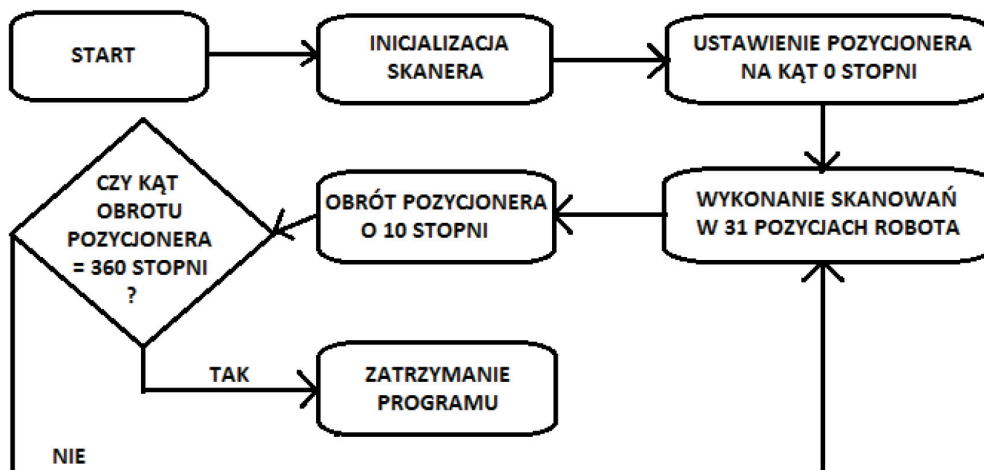 START
INICJALIZACJA
SKANERA
USTAWIENIE POZYCJONERA
NA KĄT 0 STOPNI
WYKONANIE SKANOWAŃ
W 31 POZYCJACH ROBOTA
OBRÓT POZYCJONERA
O 10 STOPNI
CZY KĄT
OBROTU
POZYCJONERA
= 360 STOPNI
?
TAK
ZATRZYMANIE
PROGRAMU
NIE